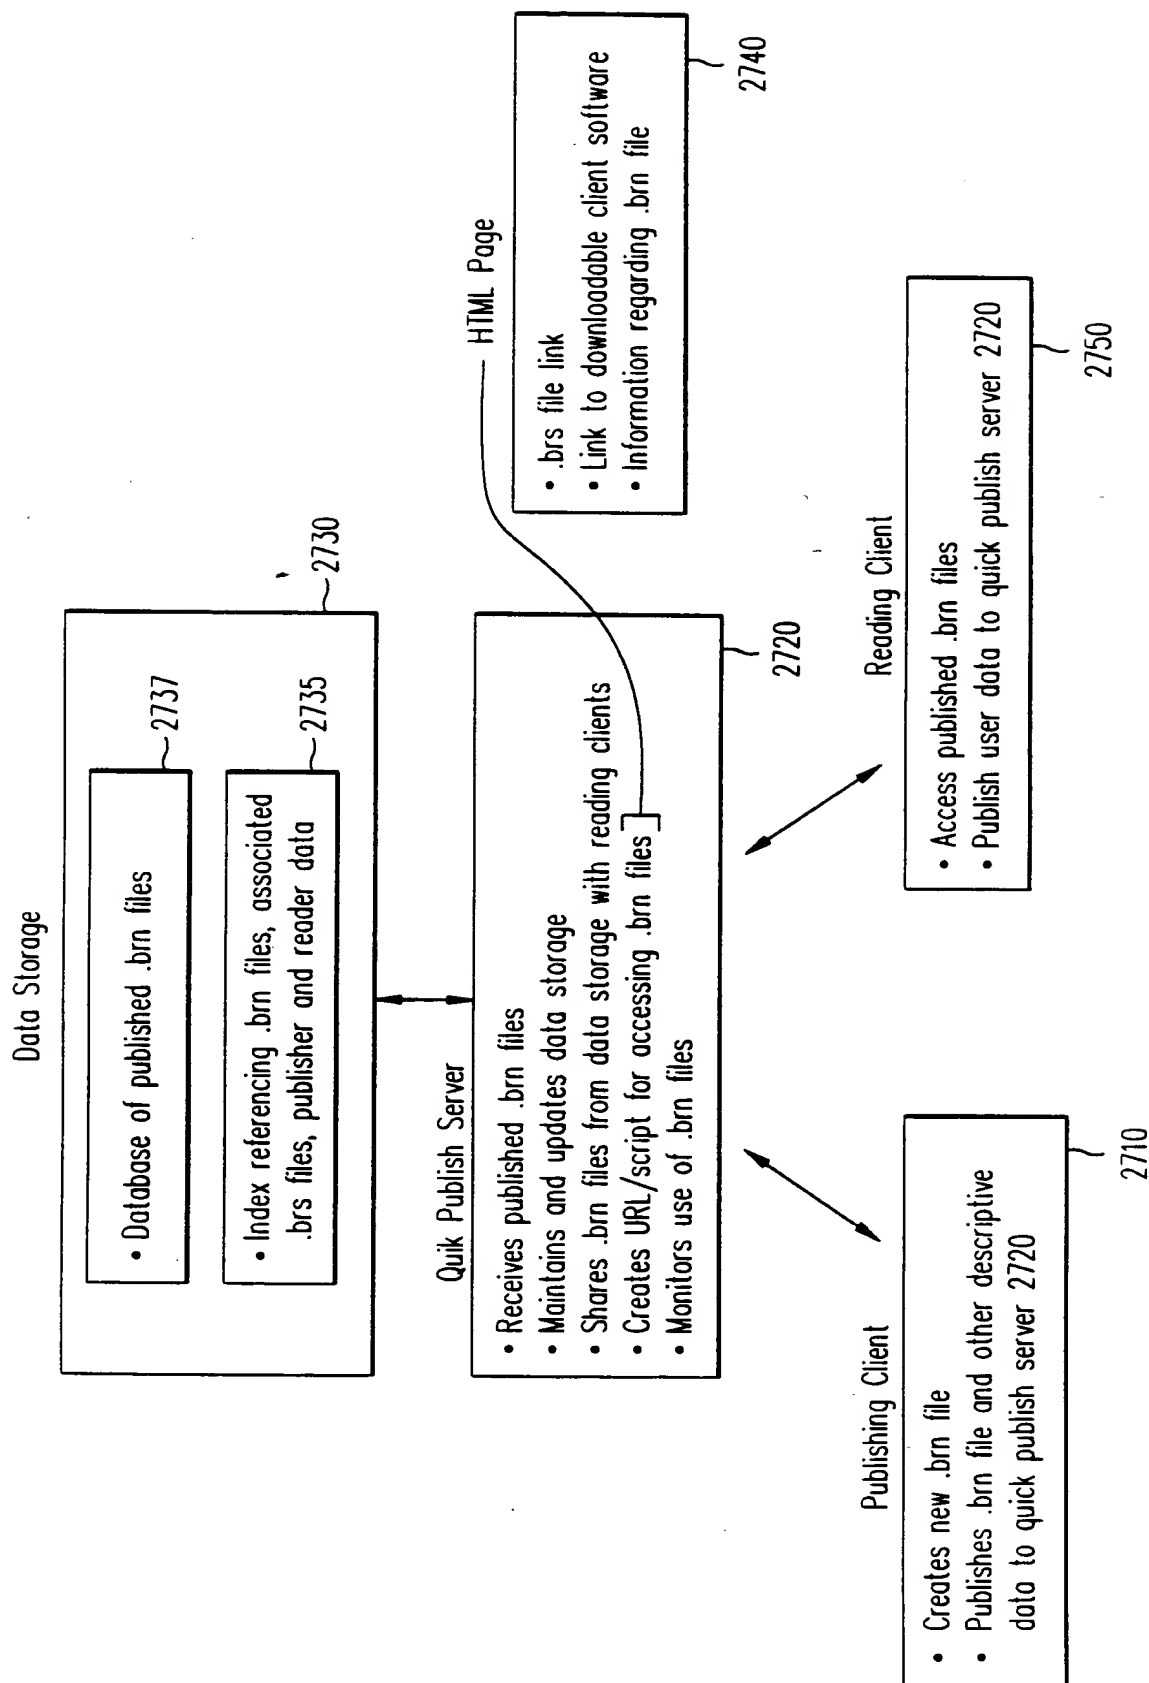 Data Storage
• Database of published .brn files
2737
• Index referencing .brn files, associated
.brs files, publisher and reader data
2735
2730
Quik Publish Server
• Receives published .brn files
• Maintains and updates data storage
• Shares .brn files from data storage with reading clients
• Creates URL/script for accessing .brn files
• Monitors use of .brn files
2720
HTML Page
• .brs file link
• Link to downloadable client software
• Information regarding .brn file
2740
Publishing Client
• Creates new .brn file
• Publishes .brn file and other descriptive
data to quick publish server 2720
2710
Reading Client
• Access published .brn files
• Publish user data to quick publish server 2720
2750